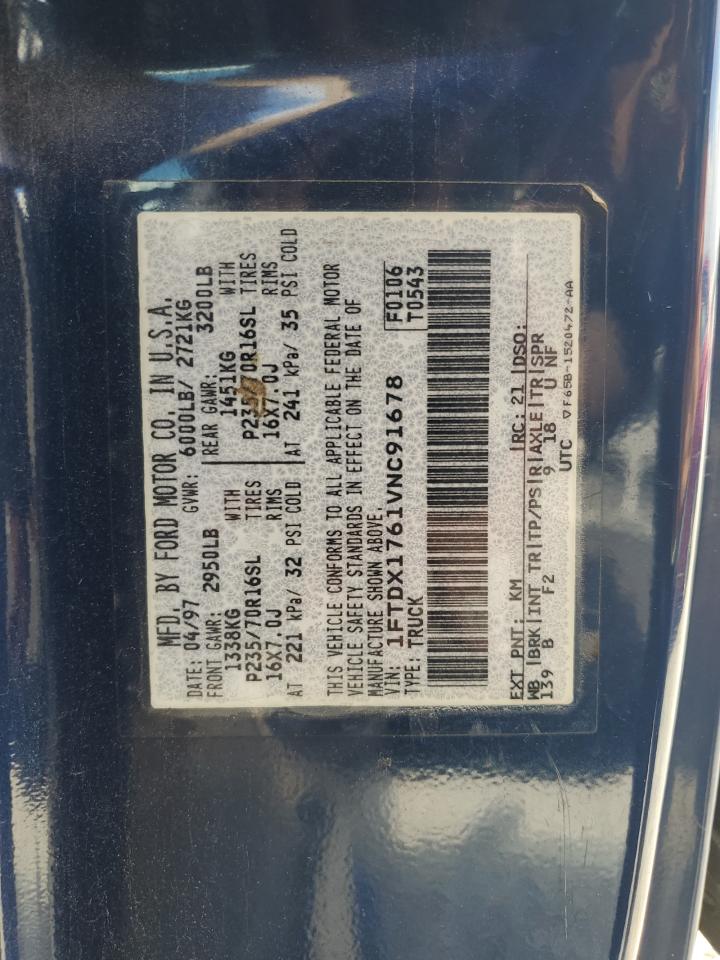 MFD. BY FORD MOTOR CO. IN U.S.A.
DATE: 04/97 GVWR: 6000LB/ 2721KG
FRONT GAWR: 2950LB REAR GAWR: 3200LB
1338KG WITH 1451KG WITH
P235/70R16SL TIRES P235/70R16SL TIRES
16X7.0J RIMS 16X7.0J RIMS
AT 221 kPa/ 32 PSI COLD AT 241 kPa/ 35 PSI COLD
THIS VEHICLE CONFORMS TO ALL APPLICABLE FEDERAL MOTOR
VEHICLE SAFETY STANDARDS IN EFFECT ON THE DATE OF
MANUFACTURE SHOWN ABOVE.
VIN: 1FTDX1761VNC91678 F0106
TYPE: TRUCK T0543
EXT PNT: KM RC: 21 DSO:
WB BRK INT TR TP/PS R AXLE TR SPR
139 B F2 9 18 U NF
UTC ▽F65B-1520472-AA